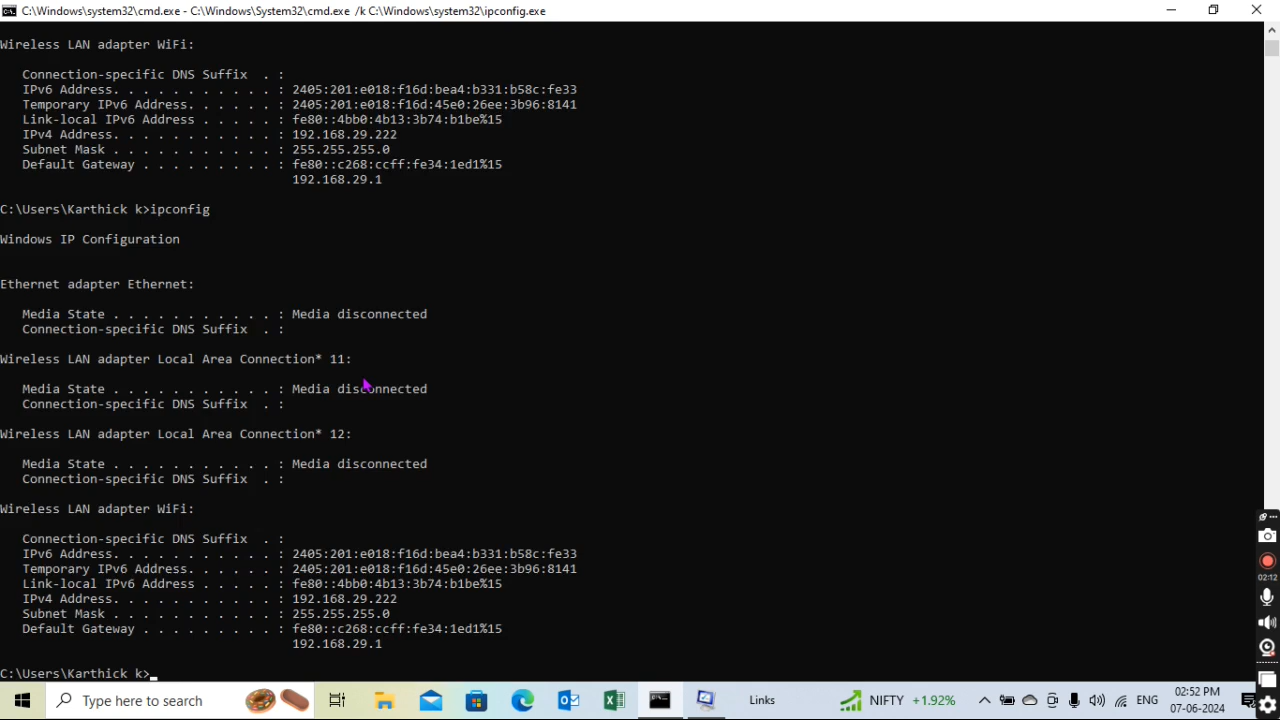 C:\Windows\system32\cmd.exe - C:\Windows\System32\cmd.exe /k C:\Windows\system32\ipconfig.exe
Wireless LAN adapter WiFi:
Connection-specific DNS Suffix . :
IPv6 Address. . . . . . . . . . . : 2405:201:e018:f16d:bea4:b331:b58c:fe33
Temporary IPv6 Address. . . . . . : 2405:201:e018:f16d:45e0:26ee:3b96:8141
Link-local IPv6 Address . . . . . : fe80::4bb0:4b13:3b74:b1be%15
IPv4 Address. . . . . . . . . . . : 192.168.29.222
Subnet Mask . . . . . . . . . . . : 255.255.255.0
Default Gateway . . . . . . . . . : fe80::c268:ccff:fe34:1ed1%15
192.168.29.1
C:\Users\Karthick k>ipconfig
Windows IP Configuration
Ethernet adapter Ethernet:
Media State . . . . . . . . . . . : Media disconnected
Connection-specific DNS Suffix . :
Wireless LAN adapter Local Area Connection* 11:
Media State . . . . . . . . . . . : Media disconnected
Connection-specific DNS Suffix . :
Wireless LAN adapter Local Area Connection* 12:
Media State . . . . . . . . . . . : Media disconnected
Connection-specific DNS Suffix . :
Wireless LAN adapter WiFi:
Connection-specific DNS Suffix . :
IPv6 Address. . . . . . . . . . . : 2405:201:e018:f16d:bea4:b331:b58c:fe33
Temporary IPv6 Address. . . . . . : 2405:201:e018:f16d:45e0:26ee:3b96:8141
Link-local IPv6 Address . . . . . : fe80::4bb0:4b13:3b74:b1be%15
IPv4 Address. . . . . . . . . . . : 192.168.29.222
Subnet Mask . . . . . . . . . . . : 255.255.255.0
Default Gateway . . . . . . . . . : fe80::c268:ccff:fe34:1ed1%15
192.168.29.1
C:\Users\Karthick k>
02:12
Type here to search
Links
NIFTY +1.92%
ENG
02:52 PM
07-06-2024